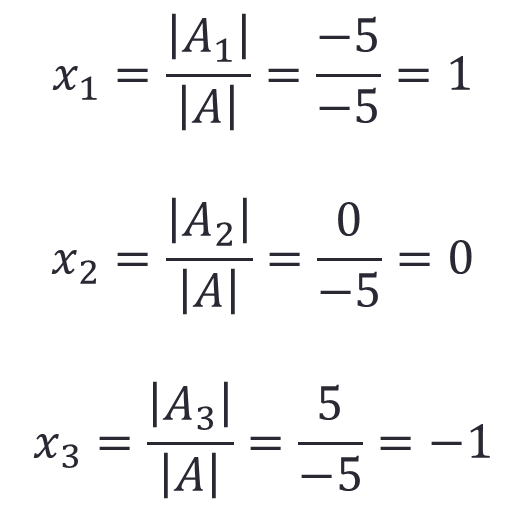 x₁ = |A₁| / |A| = −5 / −5 = 1
x₂ = |A₂| / |A| = 0 / −5 = 0
x₃ = |A₃| / |A| = 5 / −5 = −1